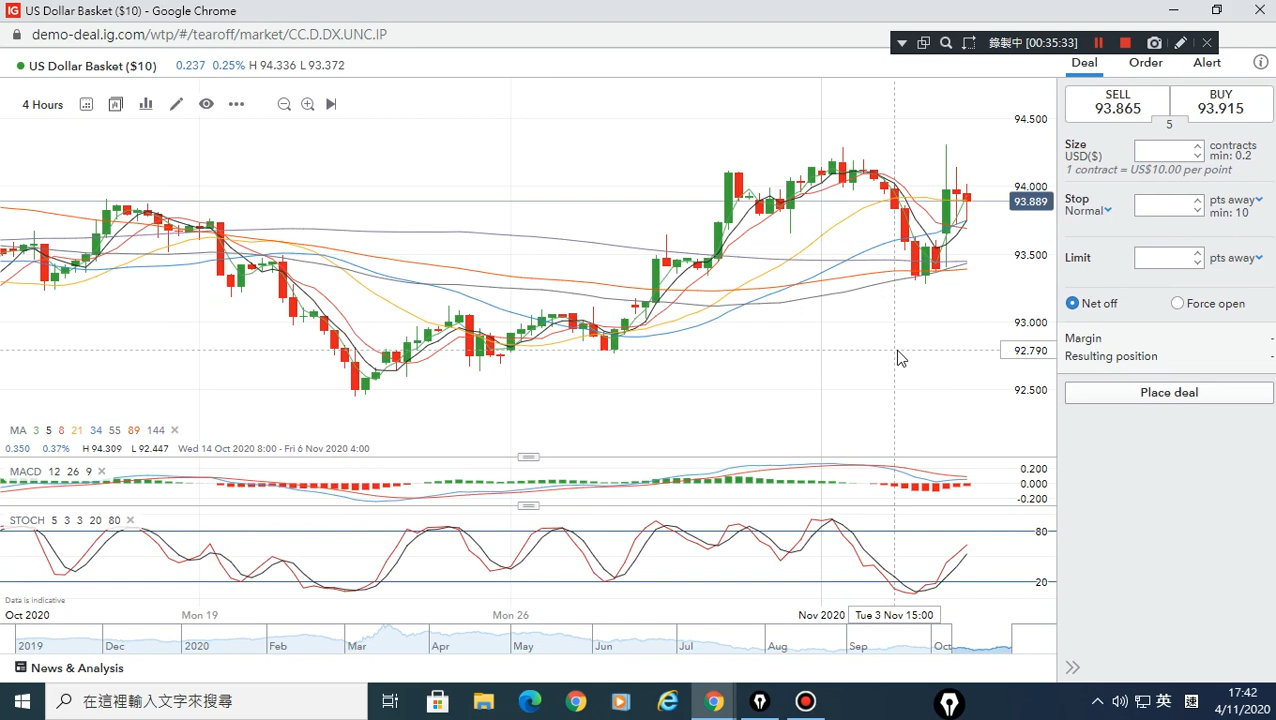 IG US Dollar Basket ($10) - Google Chrome
demo-deal.ig.com/wtp/#/tearoff/market/CC.D.DX.UNC.IP
錄製中 [00:35:33]
US Dollar Basket ($10) 0.237 0.25% H 94.336 L 93.372
Deal Order Alert
4 Hours
94.500
94.000
93.889
93.500
93.000
92.790
92.500
SELL
93.865
BUY
93.915
5
Size
USD($)
contracts
min: 0.2
1 contract = US$10.00 per point
Stop
Normal
pts away
min: 10
Limit
pts away
Net off
Force open
Margin -
Resulting position -
Place deal
MA 3 5 8 21 34 55 89 144
0.350 0.37% H 94.309 L 92.447 Wed 14 Oct 2020 8:00 - Fri 6 Nov 2020 4:00
MACD 12 26 9
0.200
0.000
-0.200
STOCH 5 3 3 20 80
80
20
Data is indicative
Oct 2020 Mon 19 Mon 26 Nov 2020 Tue 3 Nov 15:00
2019 Dec 2020 Feb Mar Apr May Jun Jul Aug Sep Oct
News & Analysis
在這裡輸入文字來搜尋
英
17:42
4/11/2020